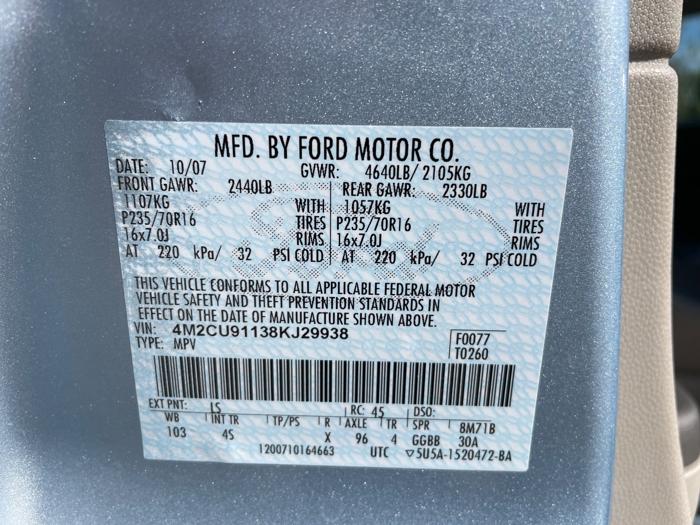 MFD. BY FORD MOTOR CO.
DATE: 10/07 GVWR: 4640LB/ 2105KG
FRONT GAWR: 2440LB REAR GAWR: 2330LB
1107KG WITH 1057KG WITH
P235/70R16 TIRES P235/70R16 TIRES
16x7.0J RIMS 16x7.0J RIMS
AT 220 kPa/ 32 PSI COLD AT 220 kPa/ 32 PSI COLD
THIS VEHICLE CONFORMS TO ALL APPLICABLE FEDERAL MOTOR
VEHICLE SAFETY AND THEFT PREVENTION STANDARDS IN
EFFECT ON THE DATE OF MANUFACTURE SHOWN ABOVE.
VIN: 4M2CU91138KJ29938 F0077
TYPE: MPV T0260
EXT PNT: LS RC: 45 DSO:
WB INT TR TP/PS R AXLE TR SPR 8M71B
103 4S X 96 4 GGBB 30A
1200710164663 UTC ▽5U5A-1520472-BA